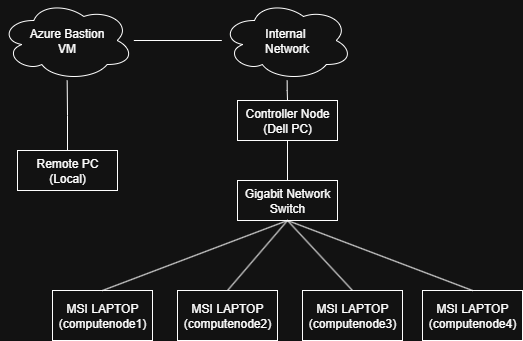 Azure Bastion
VM
Internal
Network
Controller Node
(Dell PC)
Remote PC
(Local)
Gigabit Network
Switch
MSI LAPTOP
(computenode1)
MSI LAPTOP
(computenode2)
MSI LAPTOP
(computenode3)
MSI LAPTOP
(computenode4)